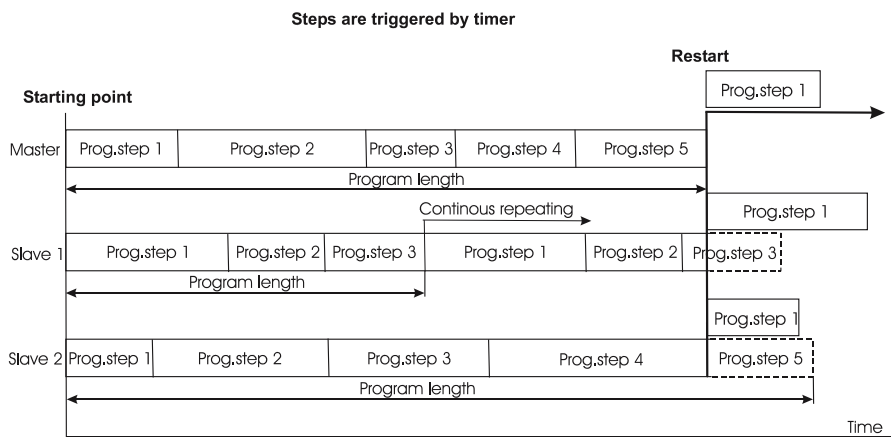 Steps are triggered by timer
Restart
Prog.step 1
Starting point
Master Prog.step 1 Prog.step 2 Prog.step 3 Prog.step 4 Prog.step 5
Program length
Continous repeating
Prog.step 1
Slave 1 Prog.step 1 Prog.step 2 Prog.step 3 Prog.step 1 Prog.step 2 Prog.step 3
Program length
Prog.step 1
Slave 2 Prog.step 1 Prog.step 2 Prog.step 3 Prog.step 4 Prog.step 5
Program length
Time